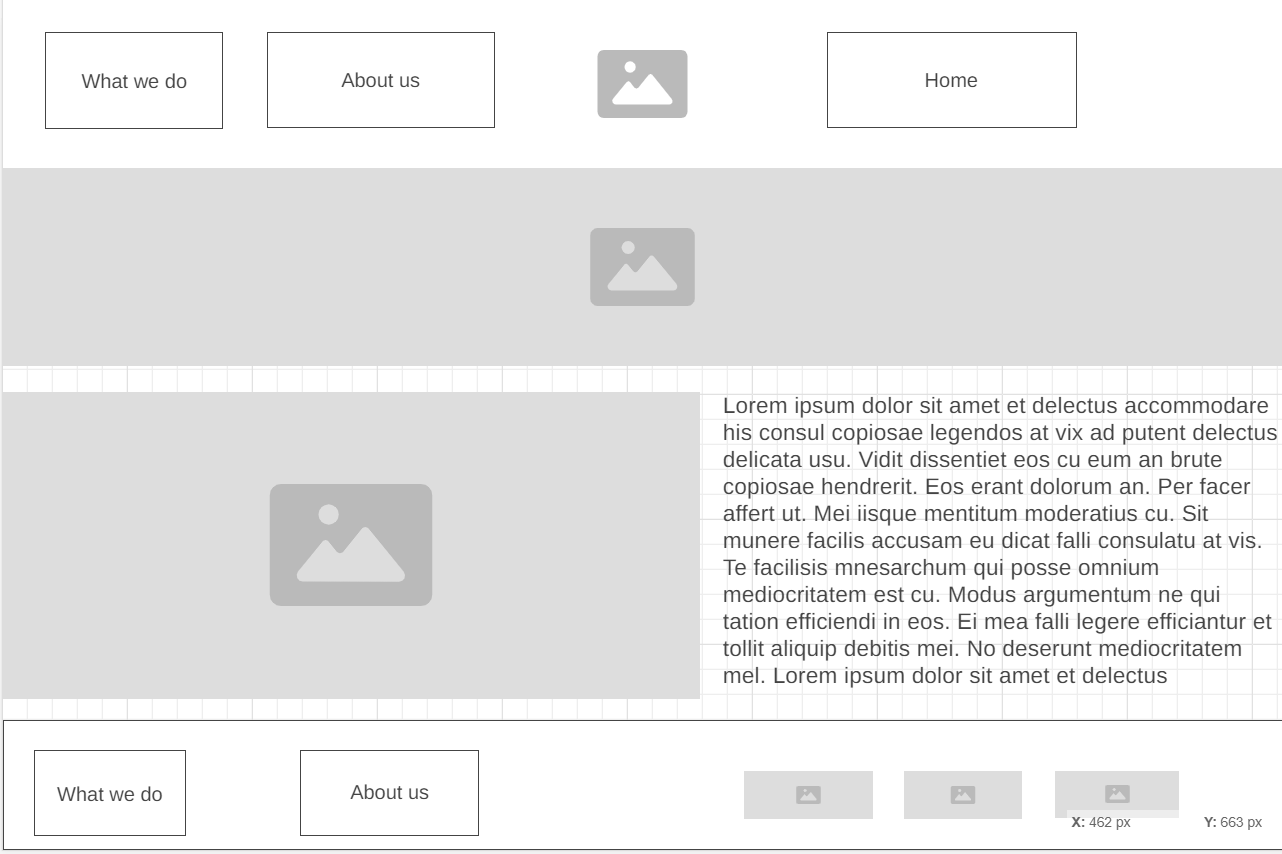 What we do
About us
Home
Lorem ipsum dolor sit amet et delectus accommodare
his consul copiosae legendos at vix ad putent delectus
delicata usu. Vidit dissentiet eos cu eum an brute
copiosae hendrerit. Eos erant dolorum an. Per facer
affert ut. Mei iisque mentitum moderatius cu. Sit
munere facilis accusam eu dicat falli consulatu at vis.
Te facilisis mnesarchum qui posse omnium
mediocritatem est cu. Modus argumentum ne qui
tation efficiendi in eos. Ei mea falli legere efficiantur et
tollit aliquip debitis mei. No deserunt mediocritatem
mel. Lorem ipsum dolor sit amet et delectus
What we do
About us
X: 462 px
Y: 663 px